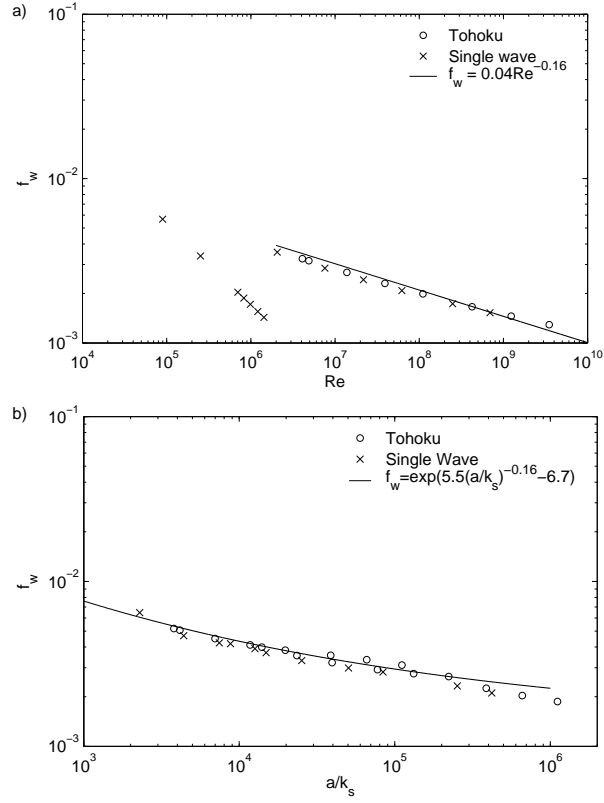 a)
10^-1
Tohoku
Single wave
f_w = 0.04Re^-0.16
10^-2
f_w
10^-3
10^4 10^5 10^6 10^7 10^8 10^9 10^10
Re
b)
10^-1
Tohoku
Single Wave
f_w=exp(5.5(a/k_s)^-0.16-6.7)
10^-2
f_w
10^-3
10^3 10^4 10^5 10^6
a/k_s